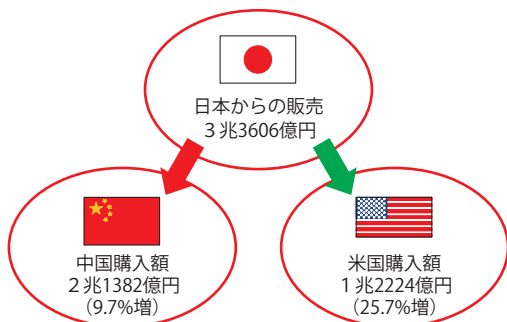 日本からの販売
3兆3606億円
中国購入額
2兆1382億円
（9.7%増）
米国購入額
1兆2224億円
（25.7%増）